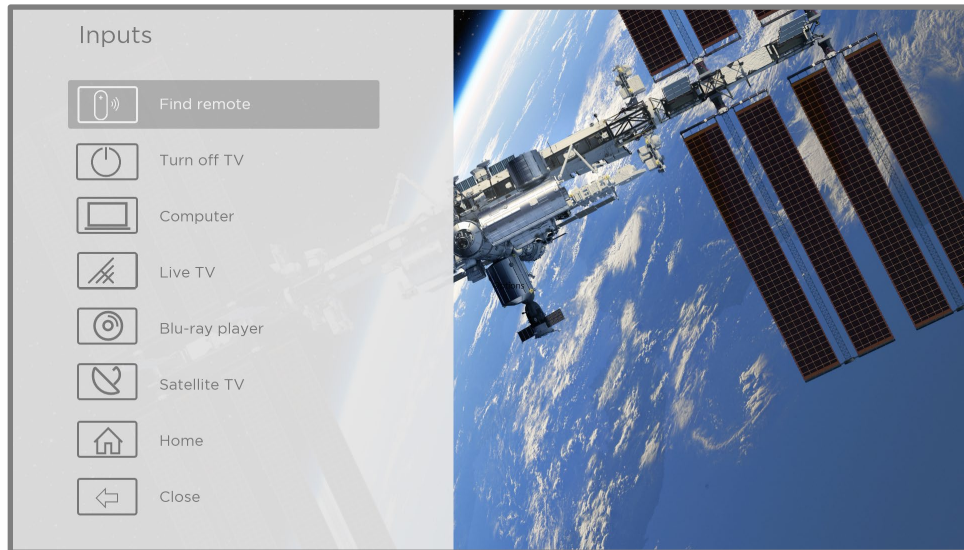 Inputs
Find remote
Turn off TV
Computer
Live TV
Blu-ray player
Satellite TV
Home
Close